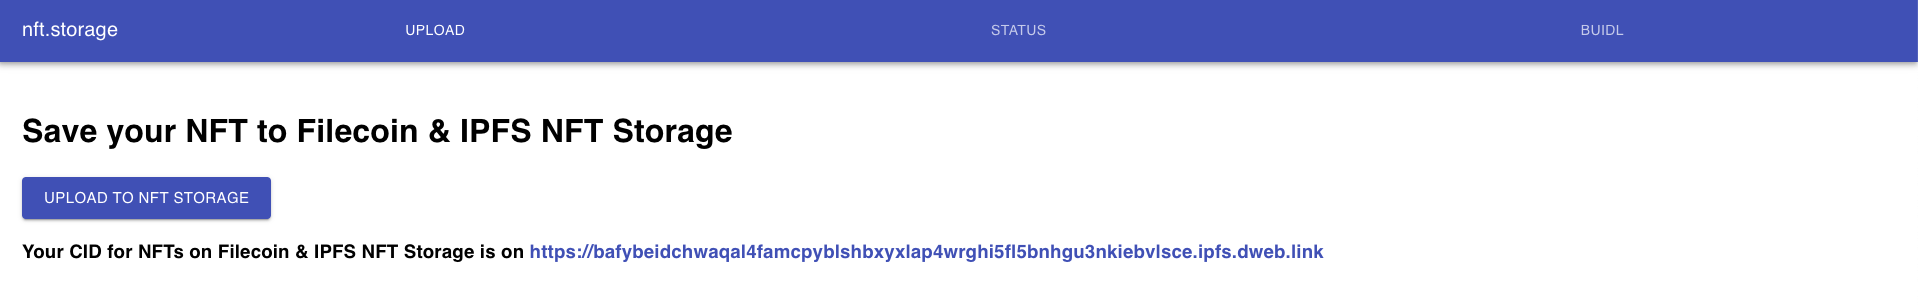 nft.storage UPLOAD STATUS BUIDL
Save your NFT to Filecoin & IPFS NFT Storage
UPLOAD TO NFT STORAGE
Your CID for NFTs on Filecoin & IPFS NFT Storage is on https://bafybeidchwaqal4famcpyblshbxyxlap4wrghi5fl5bnhgu3nkiebvlsce.ipfs.dweb.link